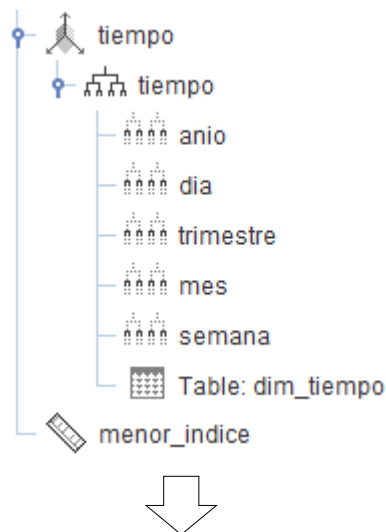 tiempo
tiempo
anio
dia
trimestre
mes
semana
Table: dim_tiempo
menor_indice